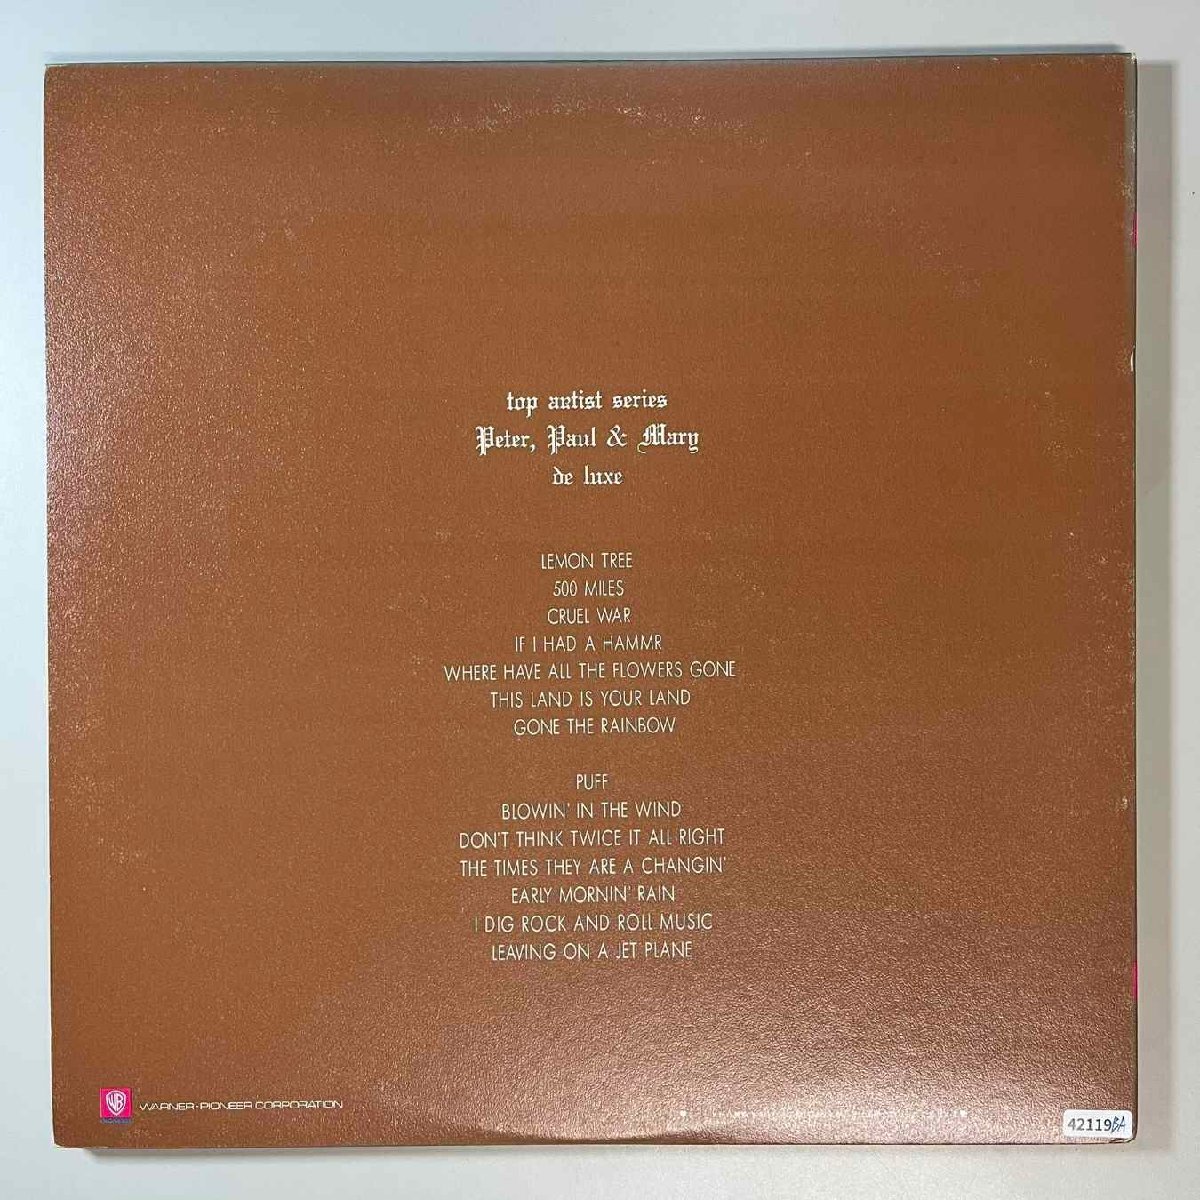 top artist series
Peter, Paul & Mary
de luxe
LEMON TREE
500 MILES
CRUEL WAR
IF I HAD A HAMMR
WHERE HAVE ALL THE FLOWERS GONE
THIS LAND IS YOUR LAND
GONE THE RAINBOW
PUFF
BLOWIN' IN THE WIND
DON'T THINK TWICE IT ALL RIGHT
THE TIMES THEY ARE A CHANGIN'
EARLY MORNIN' RAIN
I DIG ROCK AND ROLL MUSIC
LEAVING ON A JET PLANE
WB WARNER-PIONEER CORPORATION
42119BA